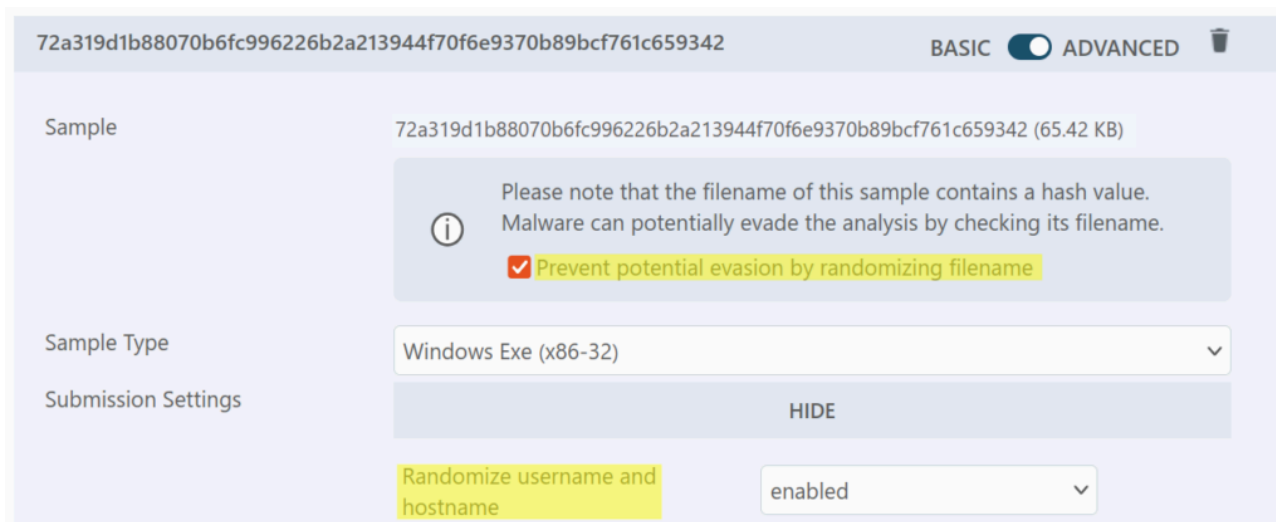 72a319d1b88070b6fc996226b2a213944f70f6e9370b89bcf761c659342
BASIC ADVANCED
Sample
72a319d1b88070b6fc996226b2a213944f70f6e9370b89bcf761c659342 (65.42 KB)
Please note that the filename of this sample contains a hash value.
Malware can potentially evade the analysis by checking its filename.
Prevent potential evasion by randomizing filename
Sample Type
Windows Exe (x86-32)
Submission Settings
HIDE
Randomize username and
hostname
enabled